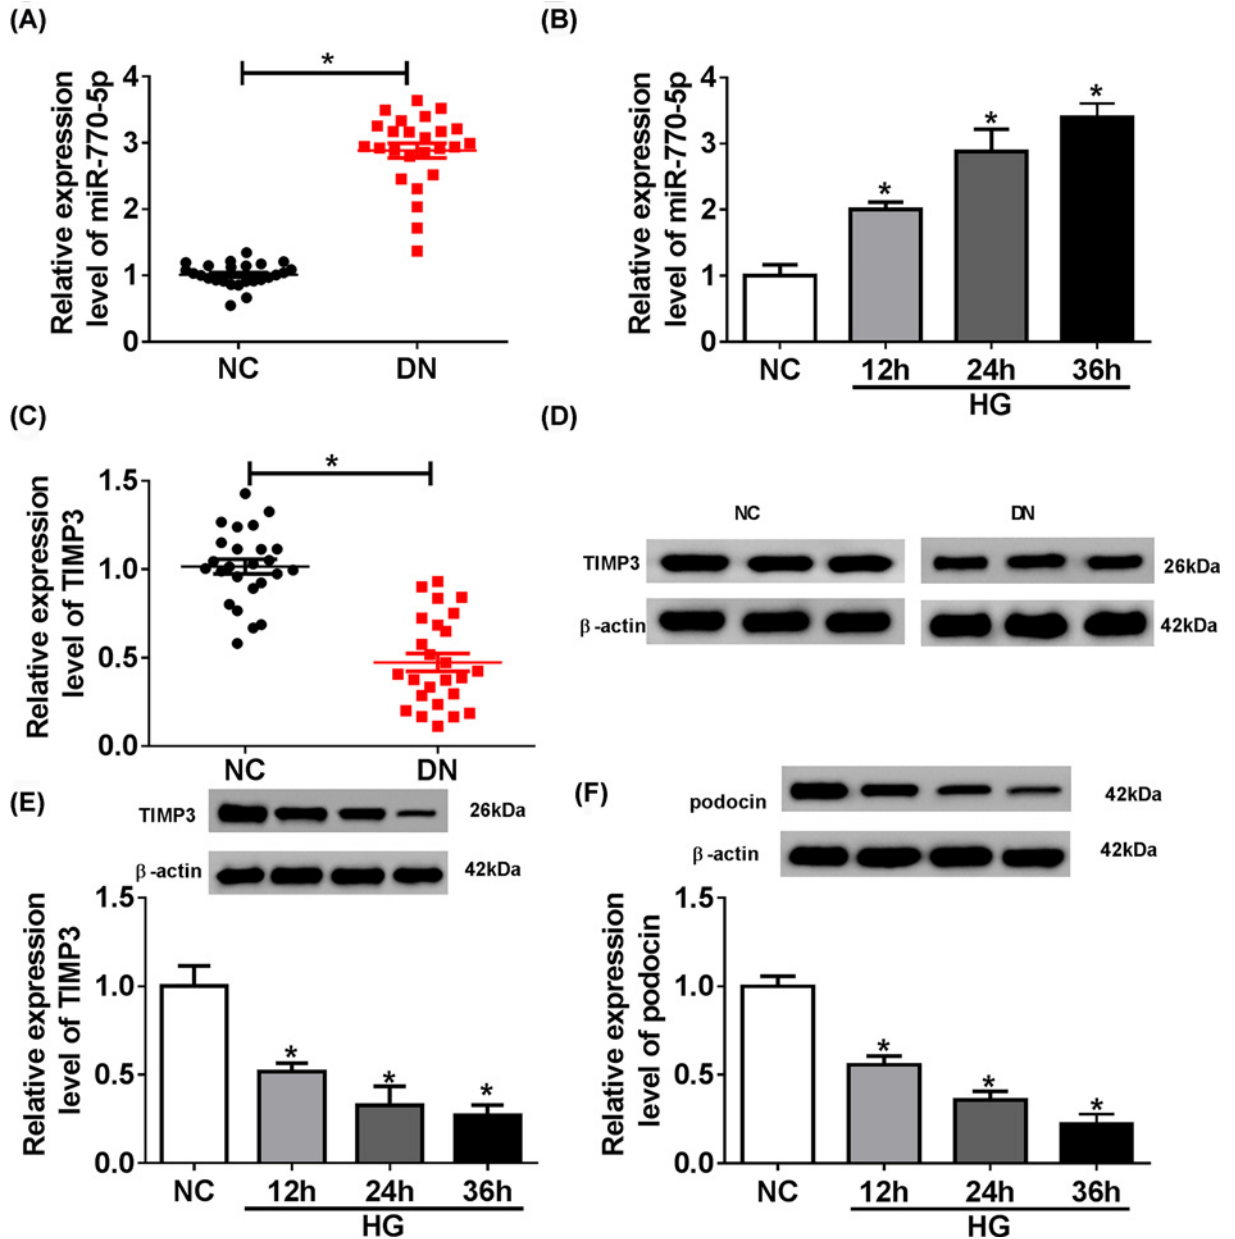 (A)
Relative expression
level of miR-770-5p
4
3
2
1
0
*
NC DN
(B)
Relative expression
level of miR-770-5p
4
3
2
1
0
* * *
NC 12h 24h 36h
HG
(C)
Relative expression
level of TIMP3
1.5
1.0
0.5
0.0
*
NC DN
(D)
NC DN
TIMP3 26kDa
β-actin 42kDa
(E)
TIMP3 26kDa
β-actin 42kDa
Relative expression
level of TIMP3
1.5
1.0
0.5
0.0
* * *
NC 12h 24h 36h
HG
(F)
podocin 42kDa
β-actin 42kDa
Relative expression
level of podocin
1.5
1.0
0.5
0.0
* * *
NC 12h 24h 36h
HG